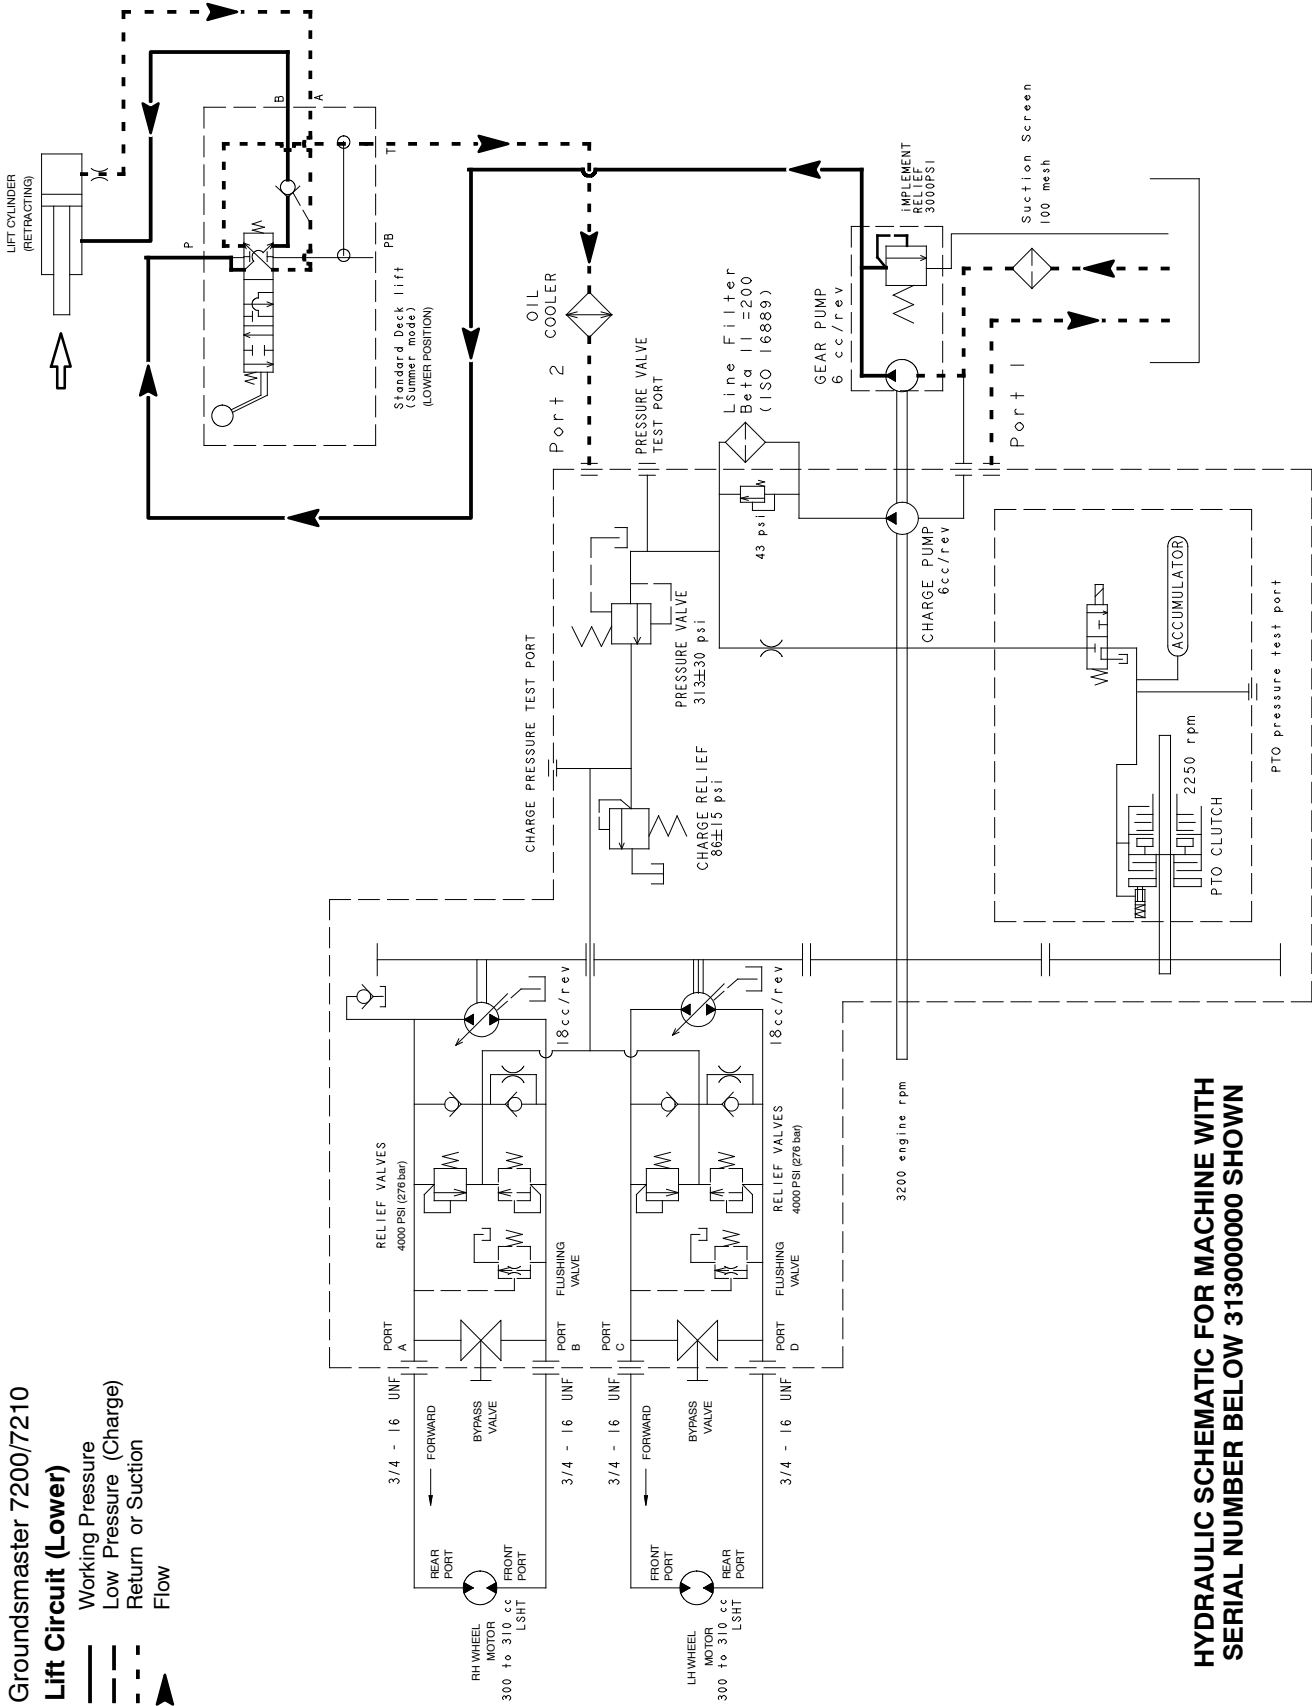 Groundsmaster 7200/7210
Lift Circuit (Lower)
Working Pressure
Low Pressure (Charge)
Return or Suction
Flow
LIFT CYLINDER
(RETRACTING)
P
B
A
T
PB
Standard Deck lift
(Summer mode)
(LOWER POSITION)
OIL
COOLER
Port 2
PRESSURE VALVE
TEST PORT
Line Filter
Beta 11 =200
(ISO 16889)
GEAR PUMP
6 cc/rev
iMPLEMENT
RELIEF
3000PSI
Suction Screen
100 mesh
Port 1
43 psi
CHARGE PUMP
6cc/rev
PRESSURE VALVE
313±30 psi
CHARGE PRESSURE TEST PORT
CHARGE RELIEF
86±15 psi
ACCUMULATOR
PTO pressure test port
2250 rpm
PTO CLUTCH
18cc/rev
18cc/rev
3200 engine rpm
RELIEF VALVES
4000 PSI (276 bar)
RELIEF VALVES
4000 PSI (276 bar)
FLUSHING
VALVE
FLUSHING
VALVE
PORT
A
PORT
B
PORT
C
PORT
D
3/4 - 16 UNF
3/4 - 16 UNF
3/4 - 16 UNF
3/4 - 16 UNF
FORWARD
FORWARD
BYPASS
VALVE
BYPASS
VALVE
REAR
PORT
FRONT
PORT
FRONT
PORT
REAR
PORT
RH WHEEL
MOTOR
300 to 310 cc
LSHT
LH WHEEL
MOTOR
300 to 310 cc
LSHT
HYDRAULIC SCHEMATIC FOR MACHINE WITH
SERIAL NUMBER BELOW 313000000 SHOWN